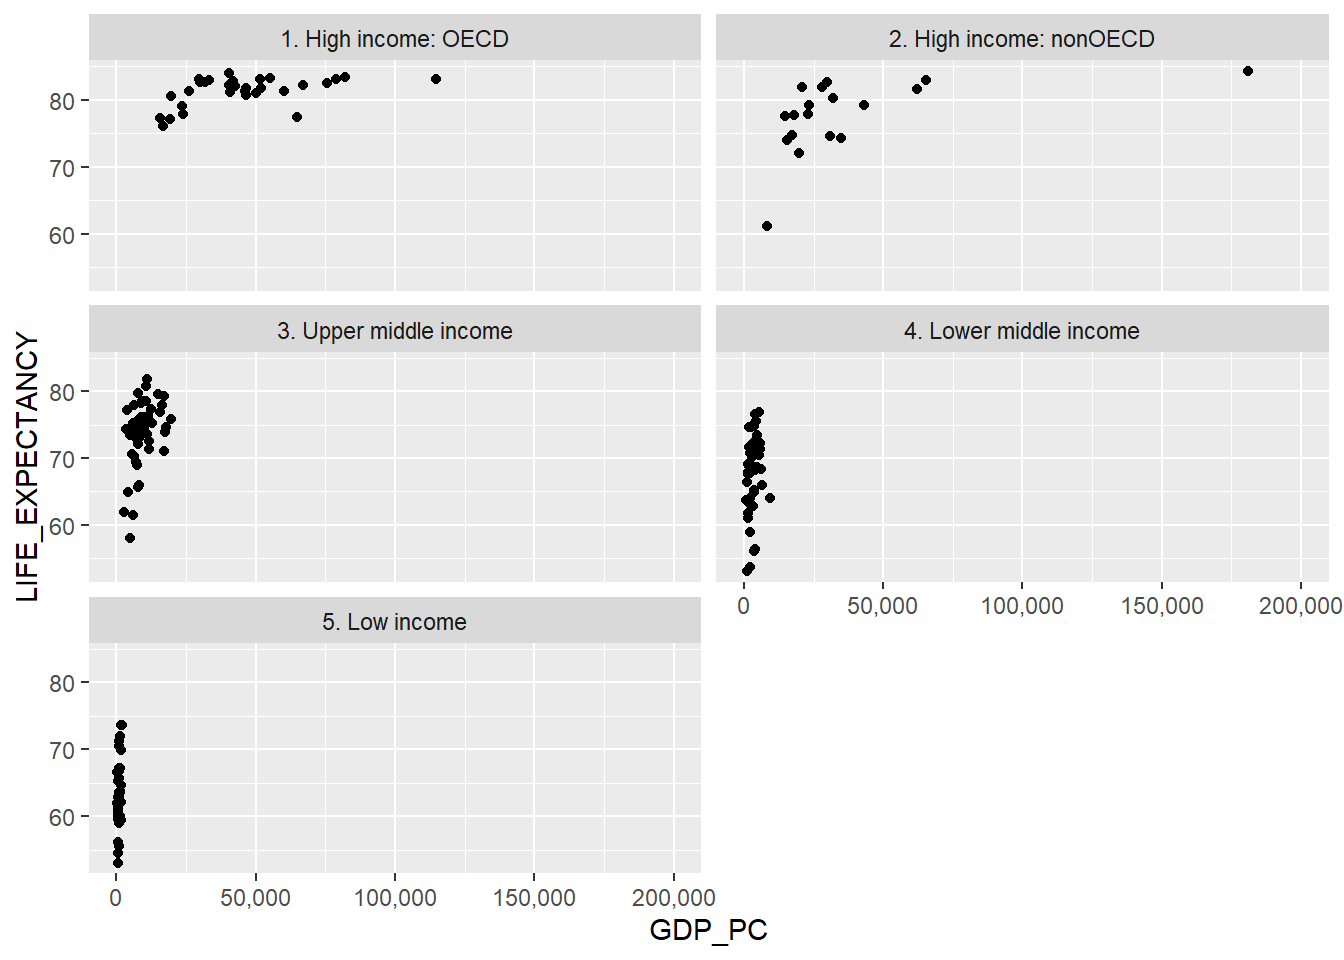 1. High income: OECD
2. High income: nonOECD
80
70
60
3. Upper middle income
4. Lower middle income
80
70
60
0 50,000 100,000 150,000 200,000
5. Low income
80
70
60
0 50,000 100,000 150,000 200,000
GDP_PC
LIFE_EXPECTANCY